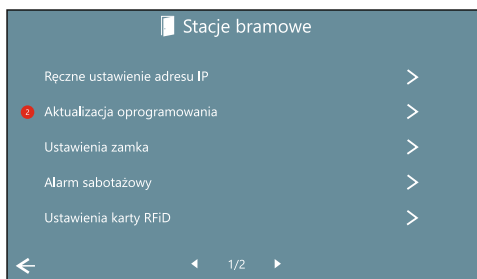 Stacje bramowe
Ręczne ustawienie adresu IP
2 Aktualizacja oprogramowania
Ustawienia zamka
Alarm sabotażowy
Ustawienia karty RFiD
1/2